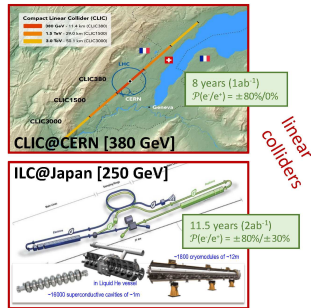 Compact Linear Collider (CLIC)
380 GeV - 11.4 km (CLIC380)
1.5 TeV - 29.0 km (CLIC1500)
3.0 TeV - 50.1 km (CLIC3000)
LHC
CLIC380
CERN
CLIC1500
Geneva
CLIC3000
8 years (1ab⁻¹)
P(e⁻/e⁺) = ±80%/0%
CLIC@CERN [380 GeV]
linear
colliders
ILC@Japan [250 GeV]
11.5 years (2ab⁻¹)
P(e⁻/e⁺) = ±80%/±30%
~1800 cryomodules of ~12m
in Liquid He vessel
~16000 superconductive cavities of ~1m